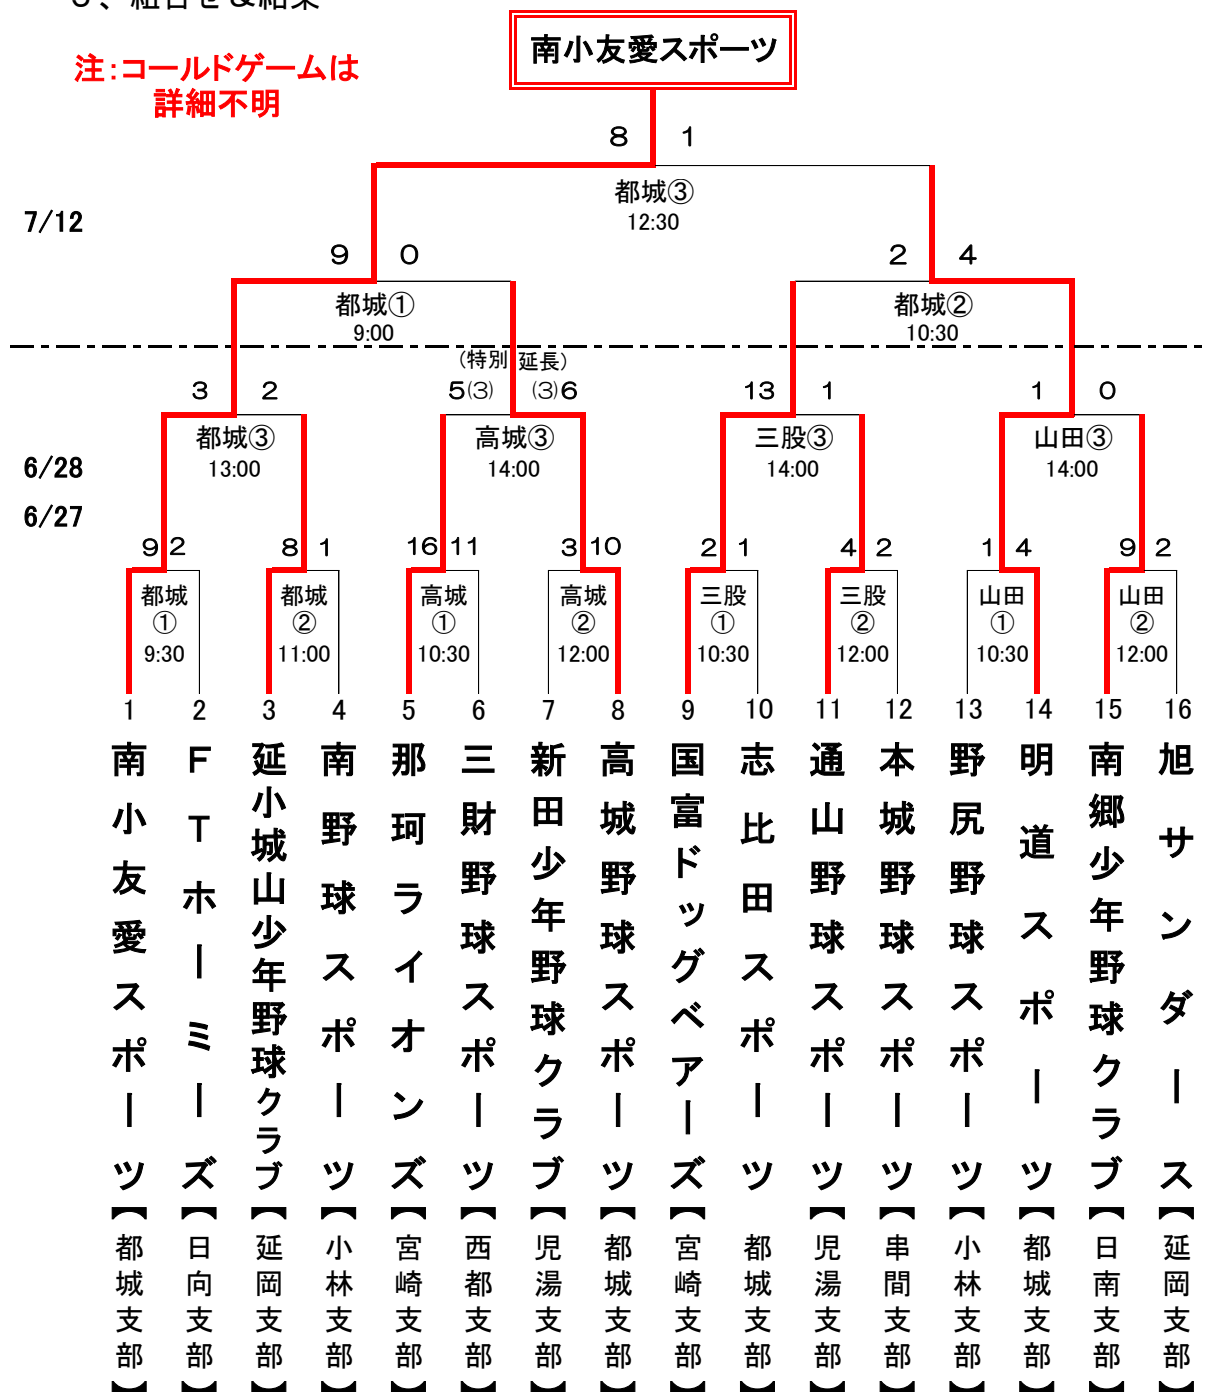 組合せ＆結果
南小友愛スポーツ
注：コールドゲームは
詳細不明
8 1
都城③
12:30
7/12
9 0
2 4
都城①
9:00
都城②
10:30
（特別 延長）
3 2
5(3) (3)6
13 1
1 0
都城③
13:00
高城③
14:00
三股③
14:00
山田③
14:00
6/28
6/27
9 2
8 1
16 11
3 10
2 1
4 2
1 4
9 2
都城
①
9:30
都城
②
11:00
高城
①
10:30
高城
②
12:00
三股
①
10:30
三股
②
12:00
山田
①
10:30
山田
②
12:00
1 2 3 4 5 6 7 8 9 10 11 12 13 14 15 16
南小友愛スポーツ【都城支部】
ＦＴホーミーズ【日向支部】
延小城山少年野球クラブ【延岡支部】
南野球スポーツ【小林支部】
那珂ライオンズ【宮崎支部】
三財野球スポーツ【西都支部】
新田少年野球クラブ【児湯支部】
高城野球スポーツ【都城支部】
国富ドッグベアーズ【宮崎支部】
志比田スポーツ 都城支部】
通山野球スポーツ【児湯支部】
本城野球スポーツ【串間支部】
野尻野球スポーツ【小林支部】
明道スポーツ【都城支部】
南郷少年野球クラブ【日南支部】
旭サンダース【延岡支部】